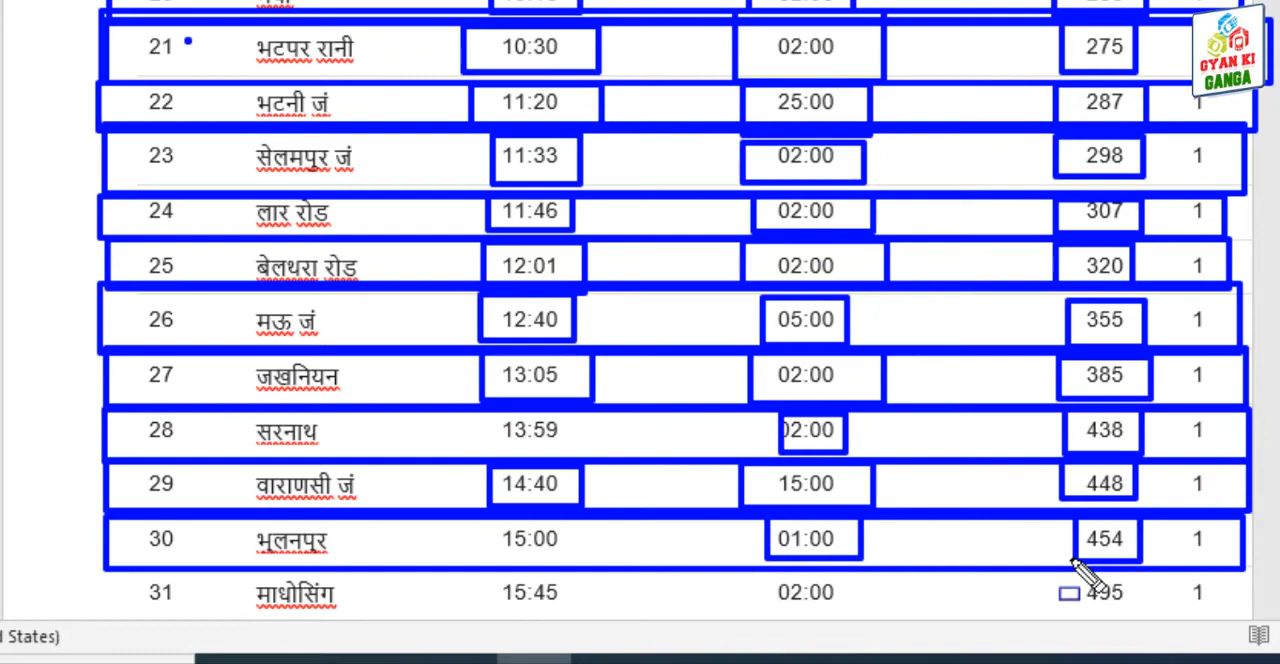 21 भटपर रानी 10:30 02:00 275
GYAN KI
GANGA
22 भटनी जं 11:20 25:00 287 1
23 सेलमपुर जं 11:33 02:00 298 1
24 लार रोड 11:46 02:00 307 1
25 बेलथरा रोड 12:01 02:00 320 1
26 मऊ जं 12:40 05:00 355 1
27 जखनियन 13:05 02:00 385 1
28 सरनाथ 13:59 02:00 438 1
29 वाराणसी जं 14:40 15:00 448 1
30 भुलनपुर 15:00 01:00 454 1
31 माधोसिंग 15:45 02:00 495 1
States)